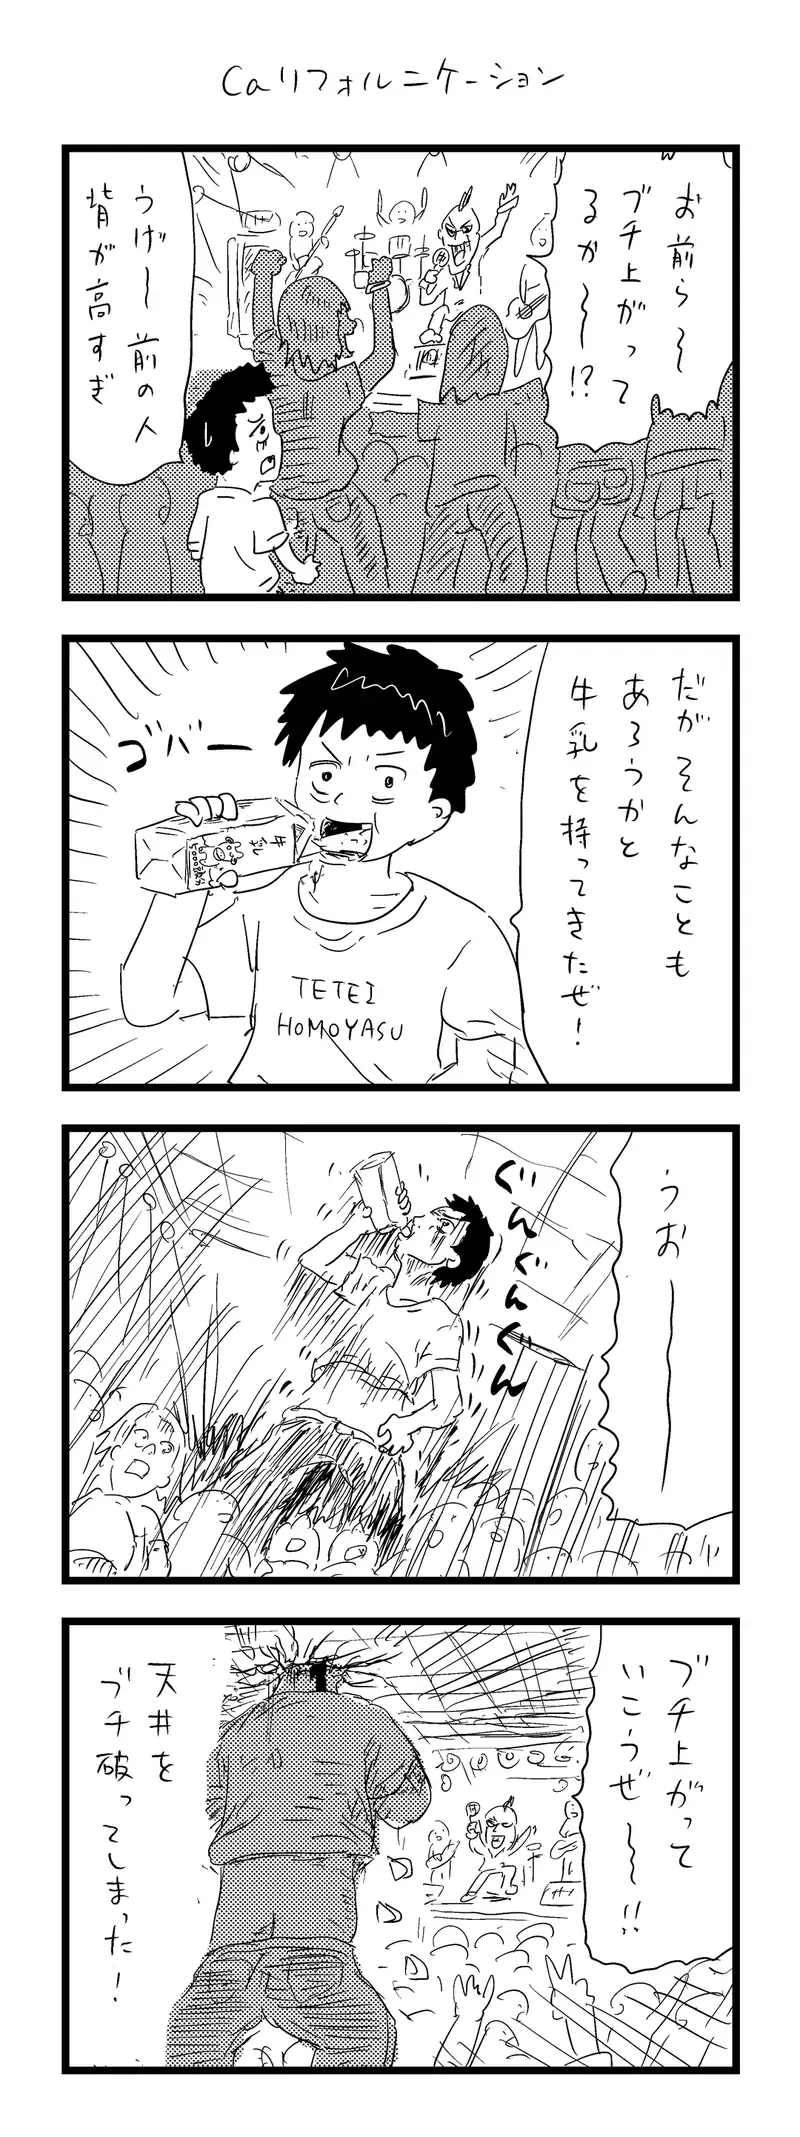 Caリフォルニケーション
お前ら〜
ブチ上がって
るか〜〜!?
うげ〜前の人
背が高すぎ
だがそんなことも
あろうかと
牛乳を持ってきたぜ!
ゴバー
牛乳
TETEI
HOMOYASU
うおーーー
ぐんぐんぐん
ブチ上がって
いこうぜ〜〜!!
天井を
ブチ破ってしまった!